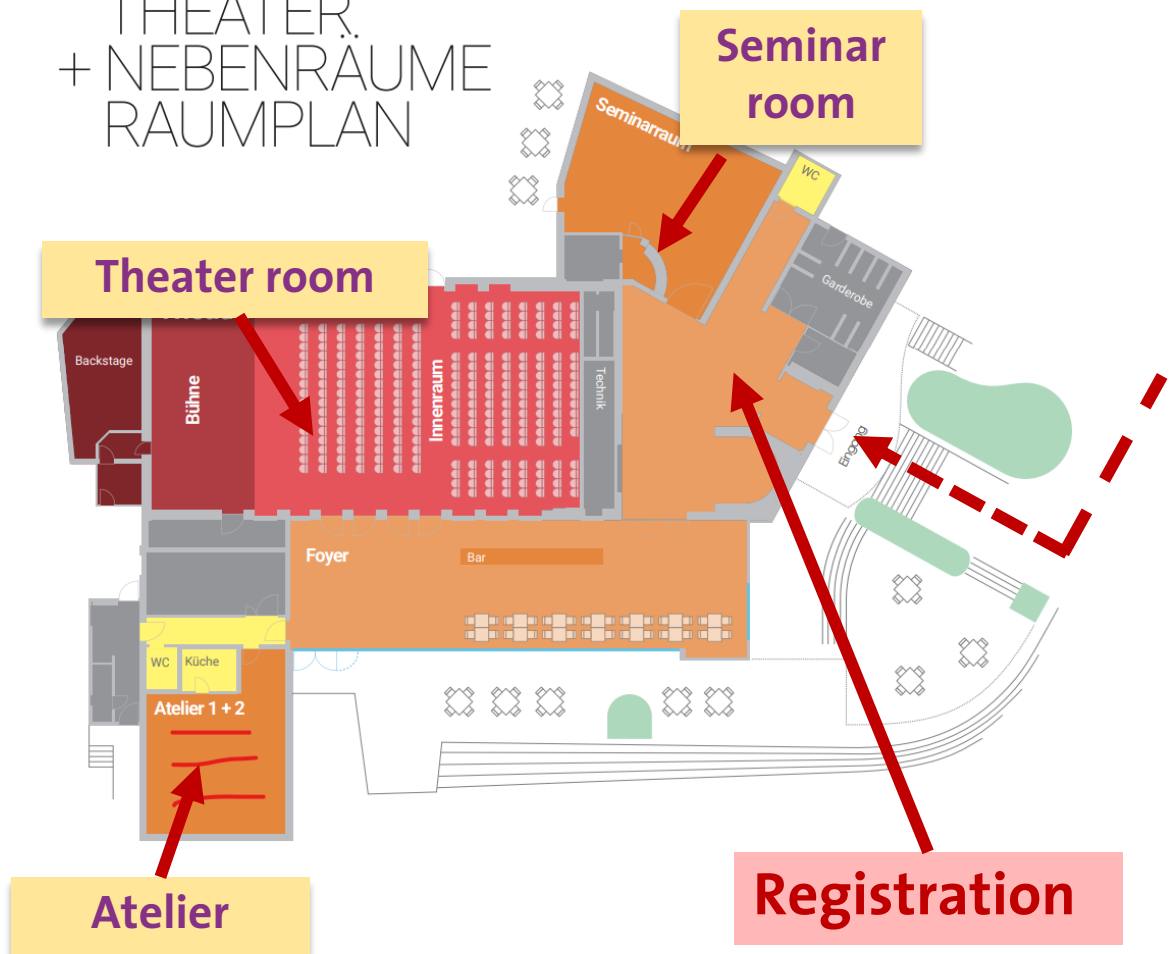 THEATER
+ NEBENRÄUME
RAUMPLAN
Seminar
room
Seminarraum
WC
Theater room
Garderobe
Backstage
Bühne
Innenraum
Technik
Eingang
Foyer
Bar
WC
Küche
Atelier 1 + 2
Atelier
Registration